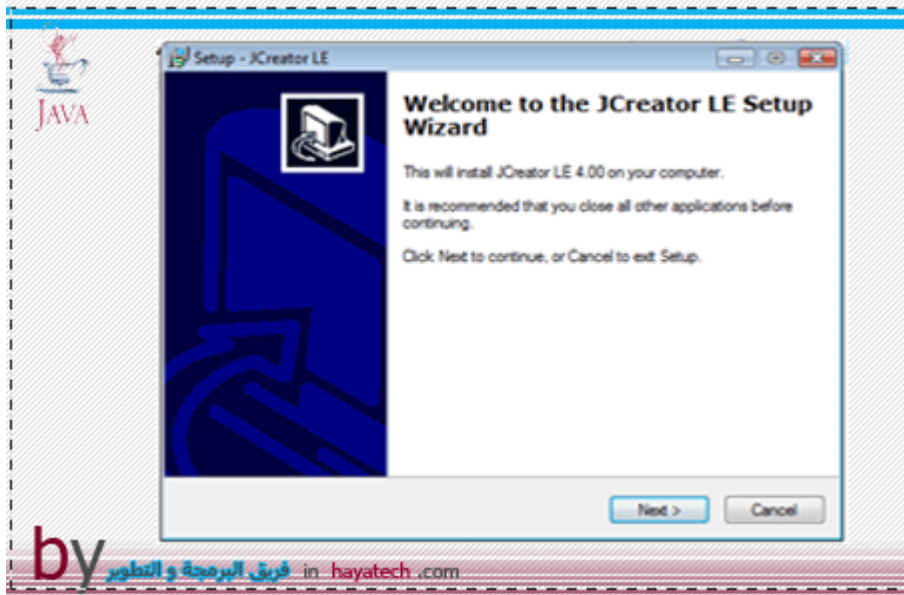 Setup - JCreator LE
JAVA
Welcome to the JCreator LE Setup
Wizard
This will install JCreator LE 4.00 on your computer.
It is recommended that you close all other applications before
continuing.
Click Next to continue, or Cancel to exit Setup.
Next >
Cancel
by فريق البرمجة و التطوير in hayatech .com